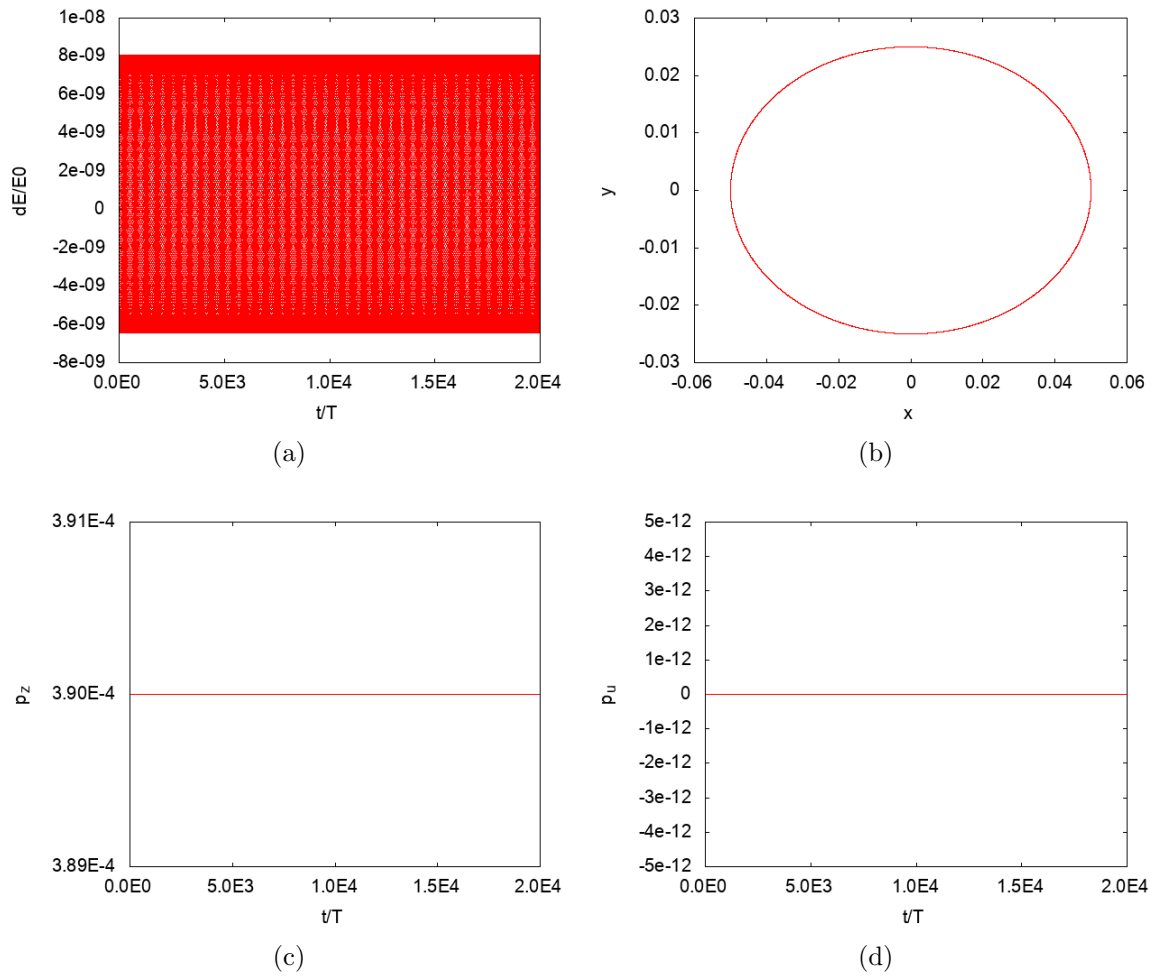 1e-08
8e-09
6e-09
4e-09
2e-09
0
-2e-09
-4e-09
-6e-09
-8e-09
dE/E0
0.0E0 5.0E3 1.0E4 1.5E4 2.0E4
t/T
(a)
0.03
0.02
0.01
0
-0.01
-0.02
-0.03
y
-0.06 -0.04 -0.02 0 0.02 0.04 0.06
x
(b)
3.91E-4
3.90E-4
3.89E-4
pz
0.0E0 5.0E3 1.0E4 1.5E4 2.0E4
t/T
(c)
5e-12
4e-12
3e-12
2e-12
1e-12
0
-1e-12
-2e-12
-3e-12
-4e-12
-5e-12
pu
0.0E0 5.0E3 1.0E4 1.5E4 2.0E4
t/T
(d)